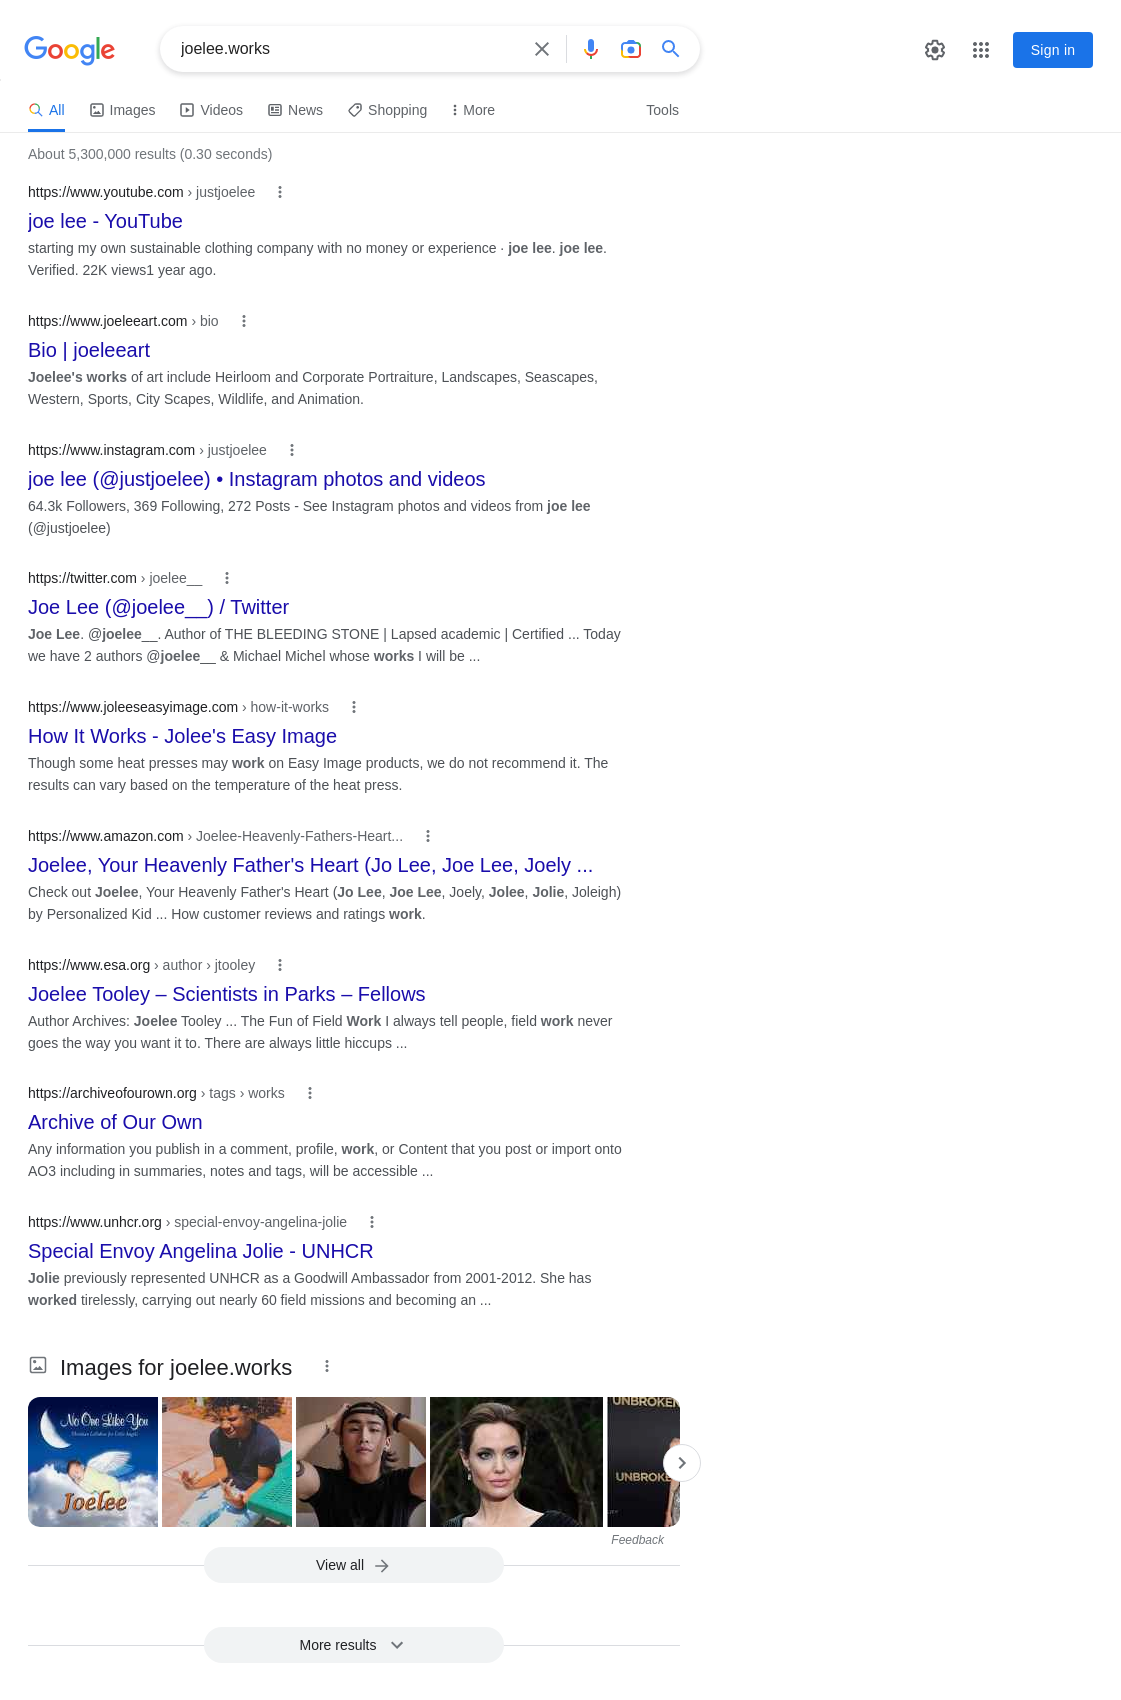 Google
joelee.works
Sign in
All
Images
Videos
News
Shopping
More
Tools
About 5,300,000 results (0.30 seconds)
https://www.youtube.com › justjoelee
joe lee - YouTube
starting my own sustainable clothing company with no money or experience · joe lee. joe lee.
Verified. 22K views1 year ago.
https://www.joeleeart.com › bio
Bio | joeleeart
Joelee's works of art include Heirloom and Corporate Portraiture, Landscapes, Seascapes,
Western, Sports, City Scapes, Wildlife, and Animation.
https://www.instagram.com › justjoelee
joe lee (@justjoelee) • Instagram photos and videos
64.3k Followers, 369 Following, 272 Posts - See Instagram photos and videos from joe lee
(@justjoelee)
https://twitter.com › joelee__
Joe Lee (@joelee__) / Twitter
Joe Lee. @joelee__. Author of THE BLEEDING STONE | Lapsed academic | Certified ... Today
we have 2 authors @joelee__ & Michael Michel whose works I will be ...
https://www.joleeseasyimage.com › how-it-works
How It Works - Jolee's Easy Image
Though some heat presses may work on Easy Image products, we do not recommend it. The
results can vary based on the temperature of the heat press.
https://www.amazon.com › Joelee-Heavenly-Fathers-Heart...
Joelee, Your Heavenly Father's Heart (Jo Lee, Joe Lee, Joely ...
Check out Joelee, Your Heavenly Father's Heart (Jo Lee, Joe Lee, Joely, Jolee, Jolie, Joleigh)
by Personalized Kid ... How customer reviews and ratings work.
https://www.esa.org › author › jtooley
Joelee Tooley – Scientists in Parks – Fellows
Author Archives: Joelee Tooley ... The Fun of Field Work I always tell people, field work never
goes the way you want it to. There are always little hiccups ...
https://archiveofourown.org › tags › works
Archive of Our Own
Any information you publish in a comment, profile, work, or Content that you post or import onto
AO3 including in summaries, notes and tags, will be accessible ...
https://www.unhcr.org › special-envoy-angelina-jolie
Special Envoy Angelina Jolie - UNHCR
Jolie previously represented UNHCR as a Goodwill Ambassador from 2001-2012. She has
worked tirelessly, carrying out nearly 60 field missions and becoming an ...
Images for joelee.works
No One Like You
Joelee
UNBROKEN
UNBROKE
Feedback
View all
More results